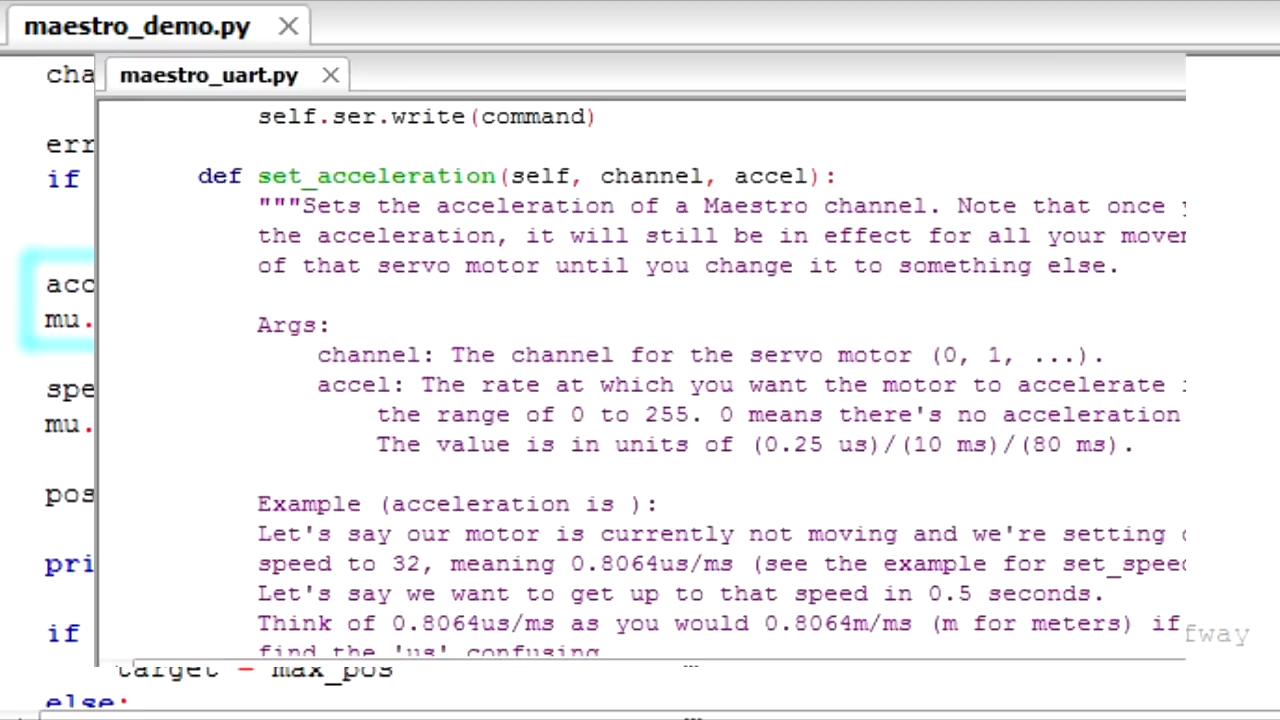 maestro_demo.py
cha
maestro_uart.py
self.ser.write(command)
err
if
def set_acceleration(self, channel, accel):
"""Sets the acceleration of a Maestro channel. Note that once
the acceleration, it will still be in effect for all your
of that servo motor until you change it to something else.
acc
mu.
Args:
channel: The channel for the servo motor (0, 1, ...).
accel: The rate at which you want the motor to accelerate
the range of 0 to 255. 0 means there's no acceleration
The value is in units of (0.25 us)/(10 ms)/(80 ms).
spe
mu.
pos
Example (acceleration is ):
Let's say our motor is currently not moving and we're setting
speed to 32, meaning 0.8064us/ms (see the example for set_speed
Let's say we want to get up to that speed in 0.5 seconds.
Think of 0.8064us/ms as you would 0.8064m/ms (m for meters) if
find the 'us' confusing
pri
if
fway
target = max_pos
else: